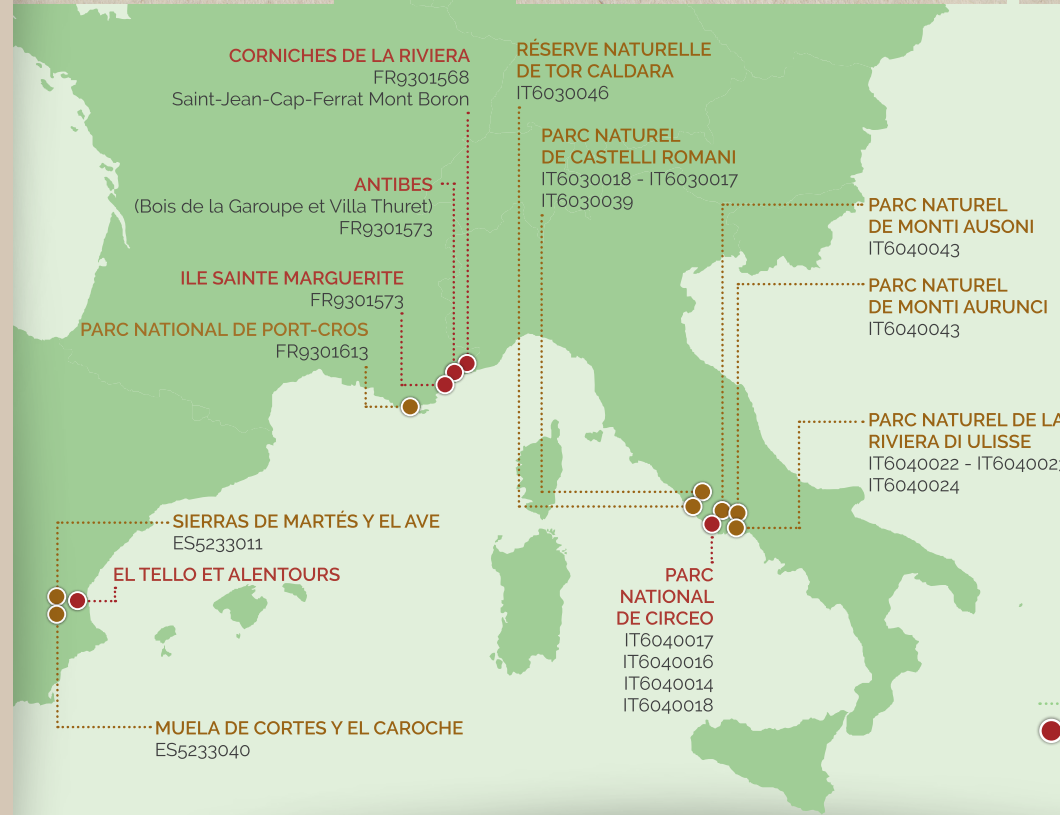 CORNICHES DE LA RIVIERA
FR9301568
Saint-Jean-Cap-Ferrat Mont Boron
RÉSERVE NATURELLE
DE TOR CALDARA
IT6030046
PARC NATUREL
DE CASTELLI ROMANI
IT6030018 - IT6030017
IT6030039
ANTIBES
(Bois de la Garoupe et Villa Thuret)
FR9301573
PARC NATUREL
DE MONTI AUSONI
IT6040043
ILE SAINTE MARGUERITE
FR9301573
PARC NATUREL
DE MONTI AURUNCI
IT6040043
PARC NATIONAL DE PORT-CROS
FR9301613
PARC NATUREL DE LA
RIVIERA DI ULISSE
IT6040022 - IT604002
IT6040024
SIERRAS DE MARTÉS Y EL AVE
ES5233011
EL TELLO ET ALENTOURS
PARC
NATIONAL
DE CIRCEO
IT6040017
IT6040016
IT6040014
IT6040018
MUELA DE CORTES Y EL CAROCHE
ES5233040